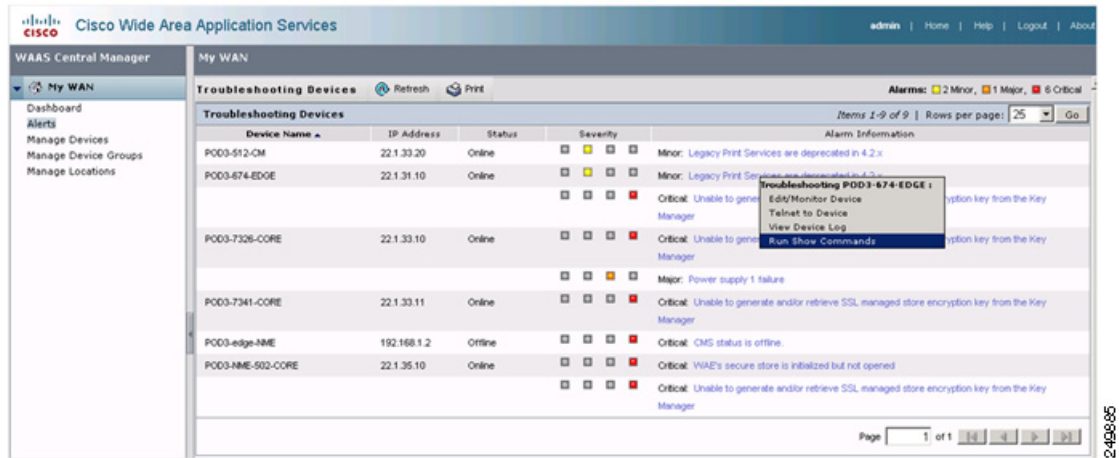 CISCO
Cisco Wide Area Application Services
admin | Home | Help | Logout | About
WAAS Central Manager
My WAN
My WAN
Dashboard
Alerts
Manage Devices
Manage Device Groups
Manage Locations
Troubleshooting Devices Refresh Print
Alarms: 2 Minor, 1 Major, 6 Critical
Troubleshooting Devices
Items 1-9 of 9 | Rows per page: 25 Go
Device Name IP Address Status Severity Alarm Information
POD3-512-CM 22.1.33.20 Online Minor: Legacy Print Services are deprecated in 4.2.x
POD3-674-EDGE 22.1.31.10 Online Minor: Legacy Print Services are deprecated in 4.2.x
Critical: Unable to gener yption key from the Key
Manager
Troubleshooting POD3-674-EDGE :
Edit/Monitor Device
Telnet to Device
View Device Log
Run Show Commands
POD3-7326-CORE 22.1.33.10 Online Critical: Unable to gener yption key from the Key
Manager
Major: Power supply 1 failure
POD3-7341-CORE 22.1.33.11 Online Critical: Unable to generate and/or retrieve SSL managed store encryption key from the Key
Manager
POD3-edge-NME 192.168.1.2 Offline Critical: CMS status is offline.
POD3-NME-502-CORE 22.1.35.10 Online Critical: WAE's secure store is initialized but not opened
Critical: Unable to generate and/or retrieve SSL managed store encryption key from the Key
Manager
Page 1 of 1
249885